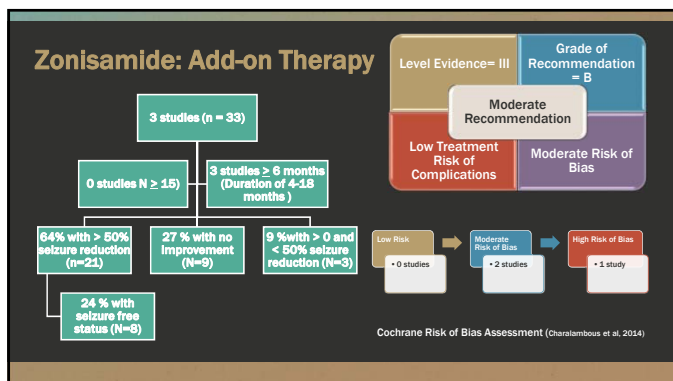 Zonisamide: Add-on Therapy
Level Evidence= III
Grade of
Recommendation
= B
Moderate
Recommendation
Low Treatment
Risk of
Complications
Moderate Risk of
Bias
3 studies (n = 33)
0 studies N ≥ 15)
3 studies ≥ 6 months
(Duration of 4-18
months )
64% with > 50%
seizure reduction
(n=21)
27 % with no
improvement
(N=9)
9 %with > 0 and
< 50% seizure
reduction (N=3)
24 % with
seizure free
status (N=8)
Low Risk
• 0 studies
Moderate
Risk of Bias
• 2 studies
High Risk of Bias
• 1 study
Cochrane Risk of Bias Assessment (Charalambous et al, 2014)